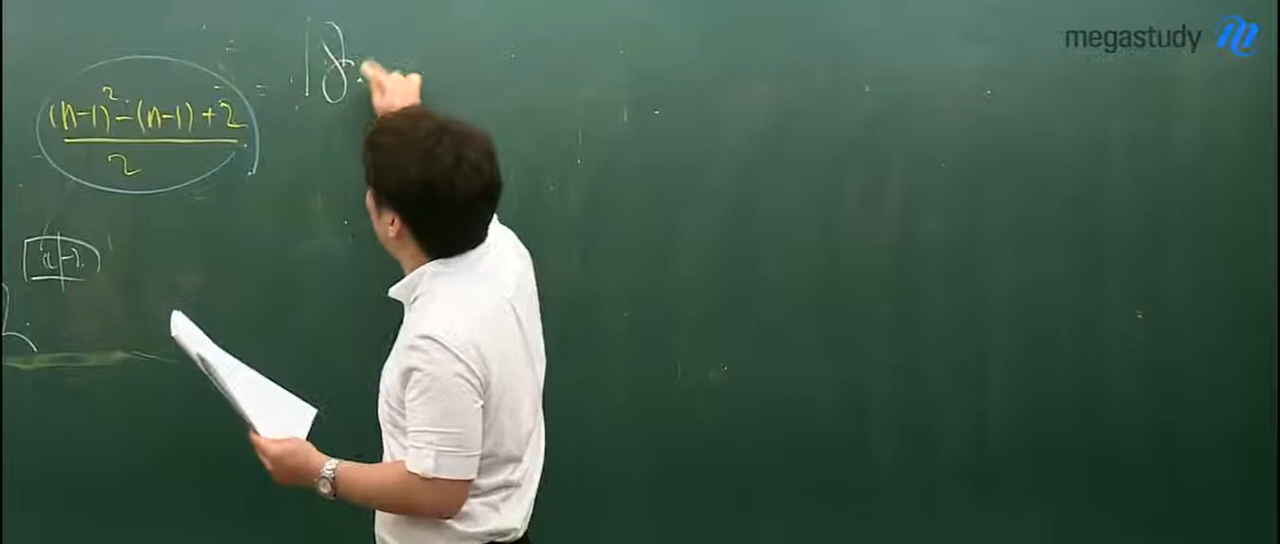 megastudy
18.
(n-1)² - (n-1) + 2
2